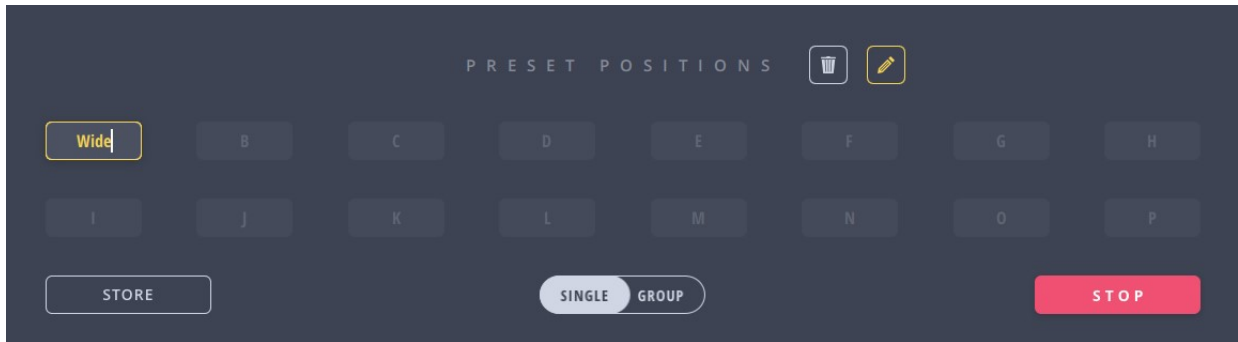 PRESET POSITIONS
Wide B C D E F G H
I J K L M N O P
STORE SINGLE GROUP STOP